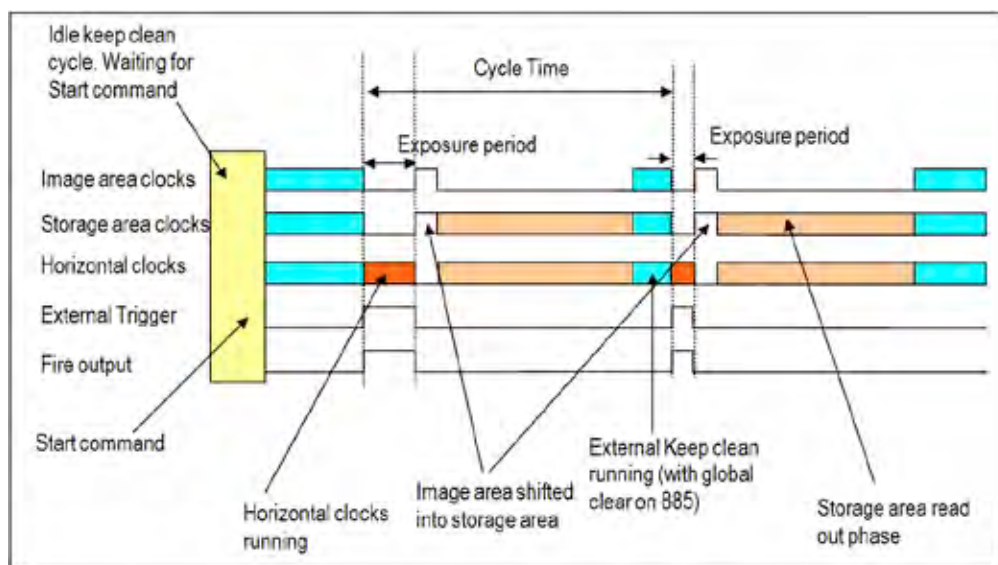 Idle keep clean
cycle. Waiting for
Start command
Cycle Time
Exposure period
Exposure period
Image area clocks
Storage area clocks
Horizontal clocks
External Trigger
Fire output
Start command
Horizontal clocks
running
Image area shifted
into storage area
External Keep clean
running (with global
clear on 885)
Storage area read
out phase